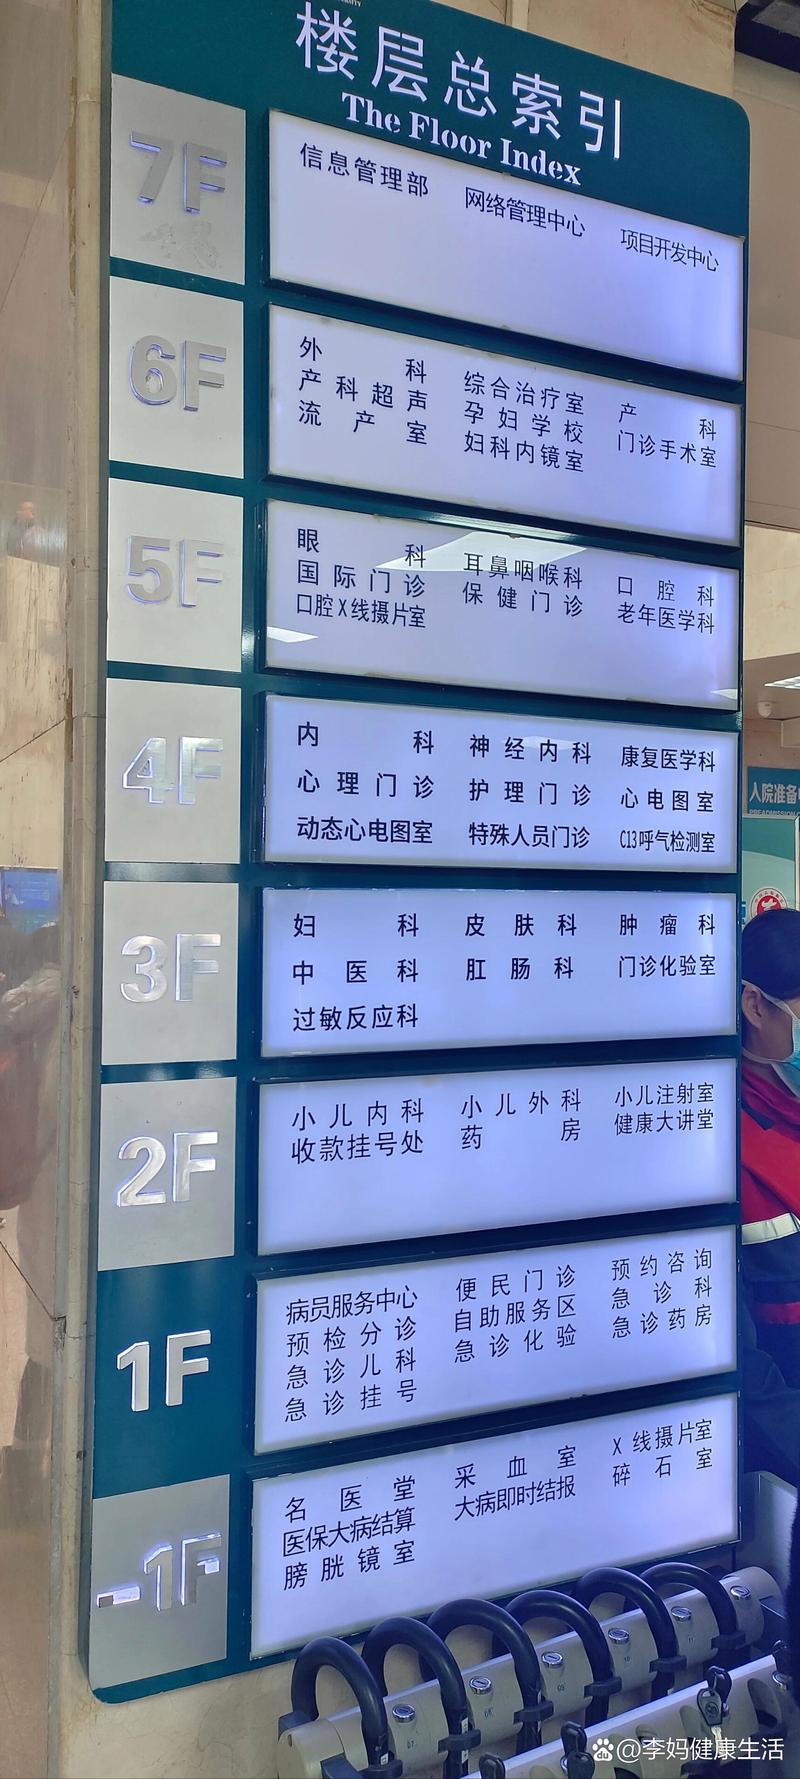 楼层总索引
The Floor Index
7F
信息管理部 网络管理中心 项目开发中心
6F
外科 综合治疗室 产科
产科超声 孕妇学校 门诊手术室
流产室 妇科内镜室
5F
眼科 耳鼻咽喉科 口腔科
国际门诊 保健门诊 老年医学科
口腔X线摄片室
4F
内科 神经内科 康复医学科
心理门诊 护理门诊 心电图室
动态心电图室 特殊人员门诊 C13呼气检测室
3F
妇科 皮肤科 肿瘤科
中医科 肛肠科 门诊化验室
过敏反应科
2F
小儿内科 小儿外科 小儿注射室
收款挂号处 药房 健康大讲堂
1F
病员服务中心 便民门诊 预约咨询
预检分诊 自助服务区 急诊科
急诊儿科 急诊化验 急诊药房
急诊挂号
-1F
名医堂 采血室 X线摄片室
医保大病结算 大病即时结报 碎石室
膀胱镜室
入院准备
@李妈健康生活